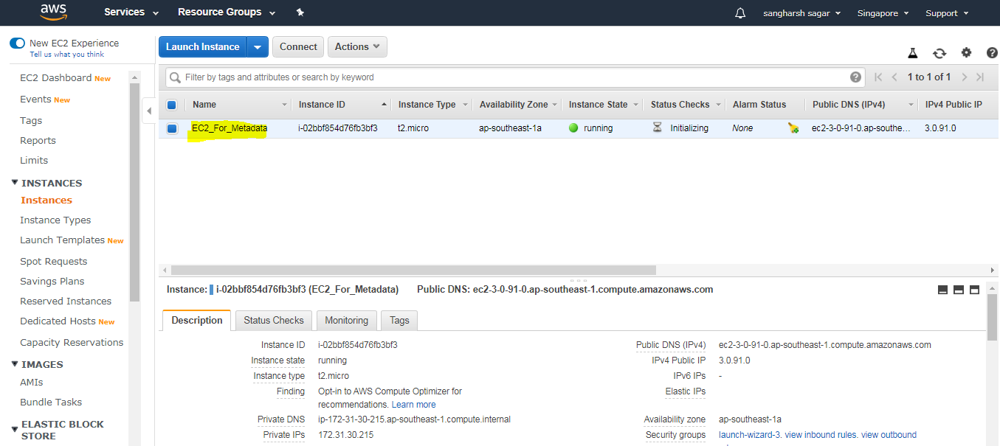 aws Services Resource Groups sangharsh sagar Singapore Support
New EC2 Experience
Tell us what you think
EC2 Dashboard New
Events New
Tags
Reports
Limits
INSTANCES
Instances
Instance Types
Launch Templates New
Spot Requests
Savings Plans
Reserved Instances
Dedicated Hosts New
Capacity Reservations
IMAGES
AMIs
Bundle Tasks
ELASTIC BLOCK
STORE
Launch Instance Connect Actions
Filter by tags and attributes or search by keyword ? 1 to 1 of 1
Name Instance ID Instance Type Availability Zone Instance State Status Checks Alarm Status Public DNS (IPv4) IPv4 Public IP
EC2_For_Metadata i-02bbf854d76fb3bf3 t2.micro ap-southeast-1a running Initializing None ec2-3-0-91-0.ap-southe... 3.0.91.0
Instance: i-02bbf854d76fb3bf3 (EC2_For_Metadata) Public DNS: ec2-3-0-91-0.ap-southeast-1.compute.amazonaws.com
Description Status Checks Monitoring Tags
Instance ID i-02bbf854d76fb3bf3 Public DNS (IPv4) ec2-3-0-91-0.ap-southeast-1.compute.amazonaws.com
Instance state running IPv4 Public IP 3.0.91.0
Instance type t2.micro IPv6 IPs -
Finding Opt-in to AWS Compute Optimizer for Elastic IPs
recommendations. Learn more
Private DNS ip-172-31-30-215.ap-southeast-1.compute.internal Availability zone ap-southeast-1a
Private IPs 172.31.30.215 Security groups launch-wizard-3. view inbound rules. view outbound